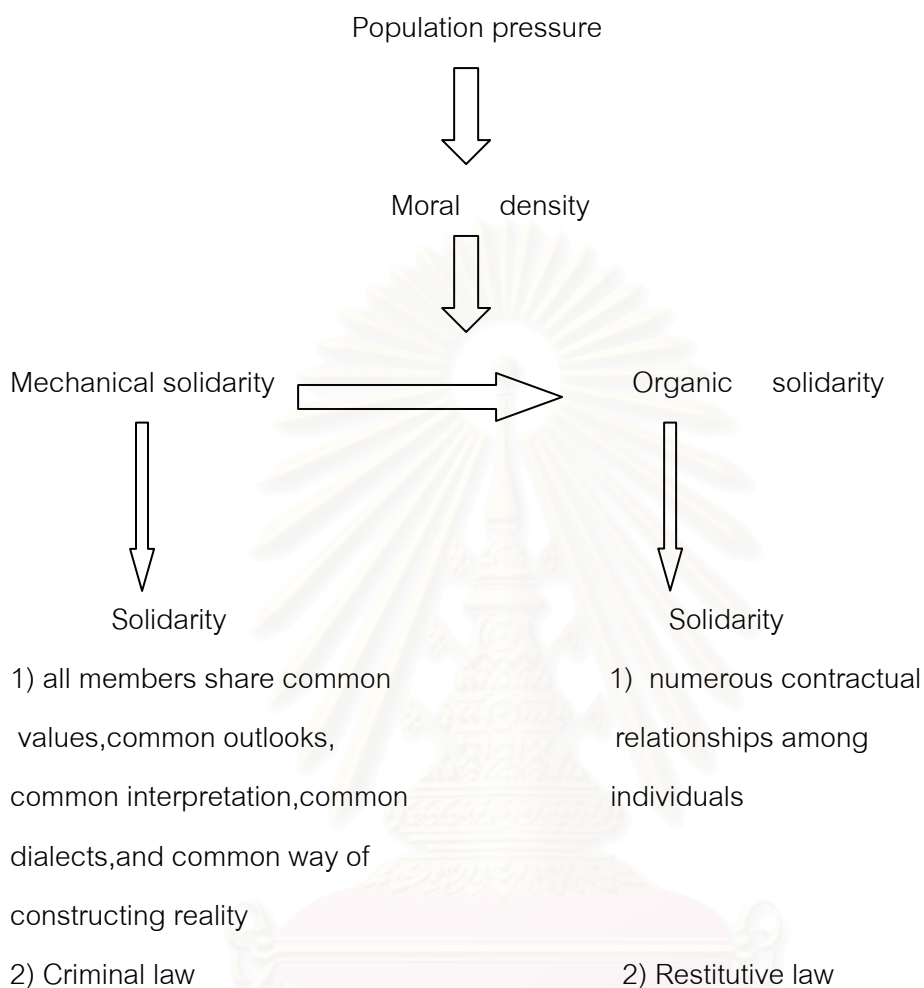 Population pressure
Moral density
Mechanical solidarity
Organic solidarity
Solidarity
1) all members share common
values,common outlooks,
common interpretation,common
dialects,and common way of
constructing reality
2) Criminal law
Solidarity
1) numerous contractual
relationships among
individuals
2) Restitutive law